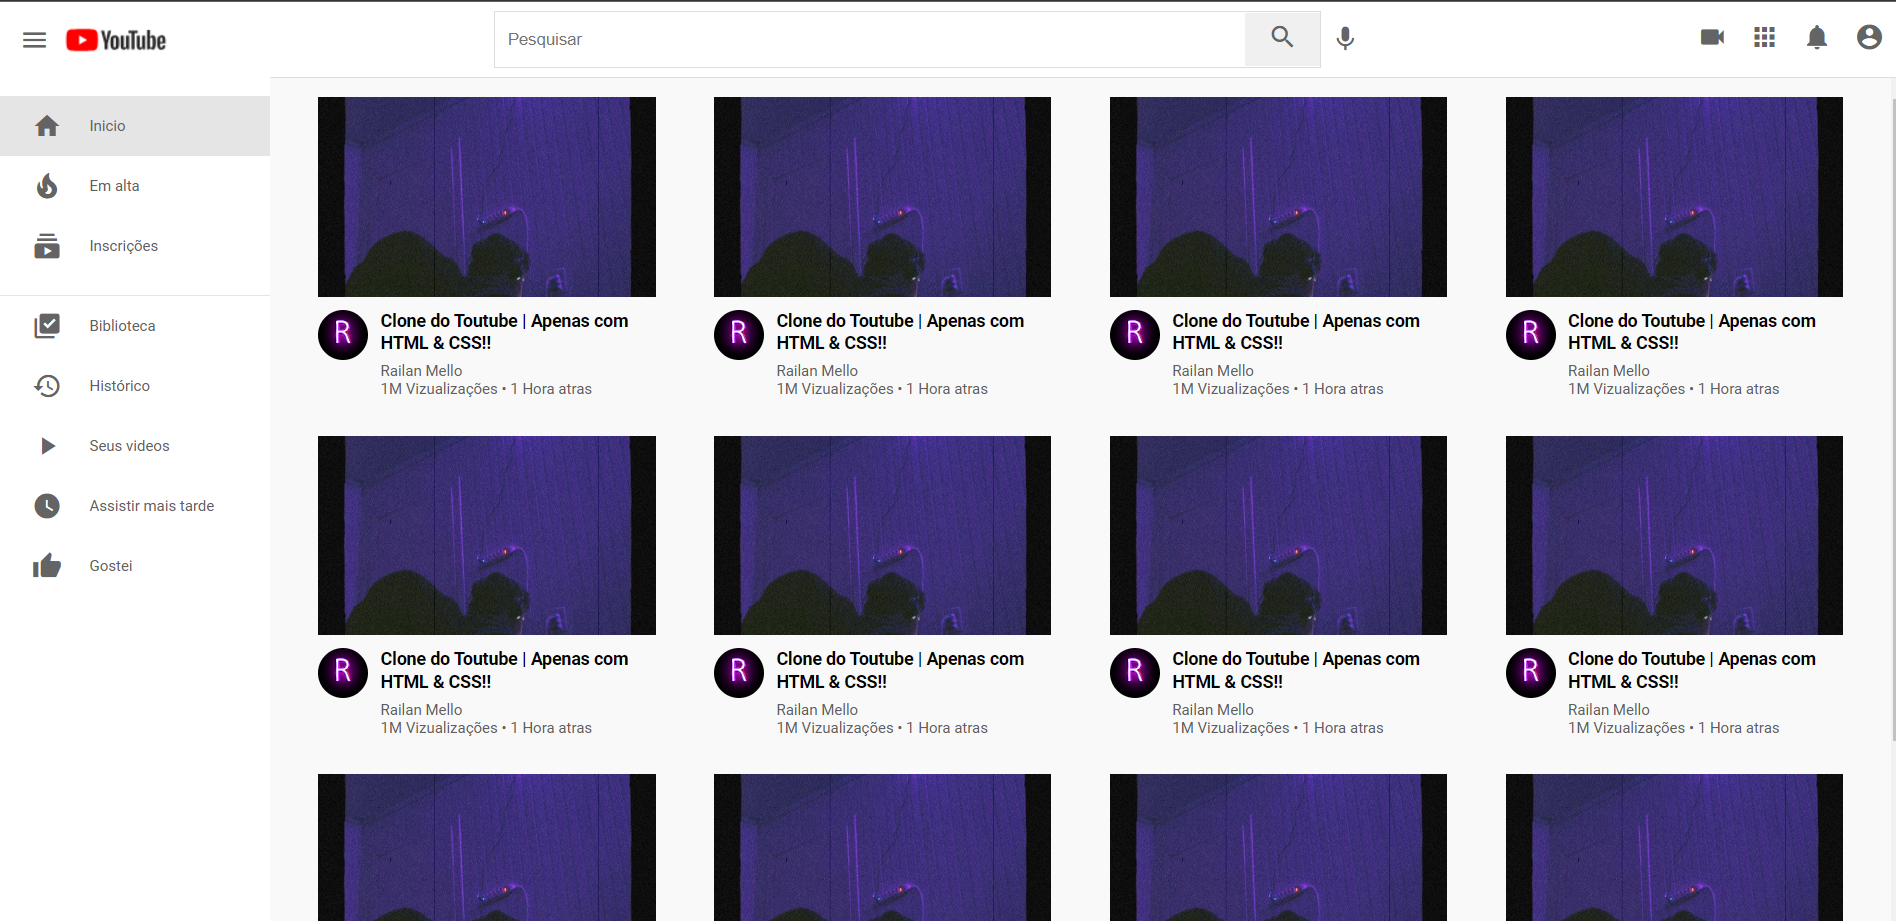 YouTube
Pesquisar
Inicio
Em alta
Inscrições
Biblioteca
Histórico
Seus videos
Assistir mais tarde
Gostei
R
Clone do Toutube | Apenas com
HTML & CSS!!
Railan Mello
1M Vizualizações • 1 Hora atras
R
Clone do Toutube | Apenas com
HTML & CSS!!
Railan Mello
1M Vizualizações • 1 Hora atras
R
Clone do Toutube | Apenas com
HTML & CSS!!
Railan Mello
1M Vizualizações • 1 Hora atras
R
Clone do Toutube | Apenas com
HTML & CSS!!
Railan Mello
1M Vizualizações • 1 Hora atras
R
Clone do Toutube | Apenas com
HTML & CSS!!
Railan Mello
1M Vizualizações • 1 Hora atras
R
Clone do Toutube | Apenas com
HTML & CSS!!
Railan Mello
1M Vizualizações • 1 Hora atras
R
Clone do Toutube | Apenas com
HTML & CSS!!
Railan Mello
1M Vizualizações • 1 Hora atras
R
Clone do Toutube | Apenas com
HTML & CSS!!
Railan Mello
1M Vizualizações • 1 Hora atras